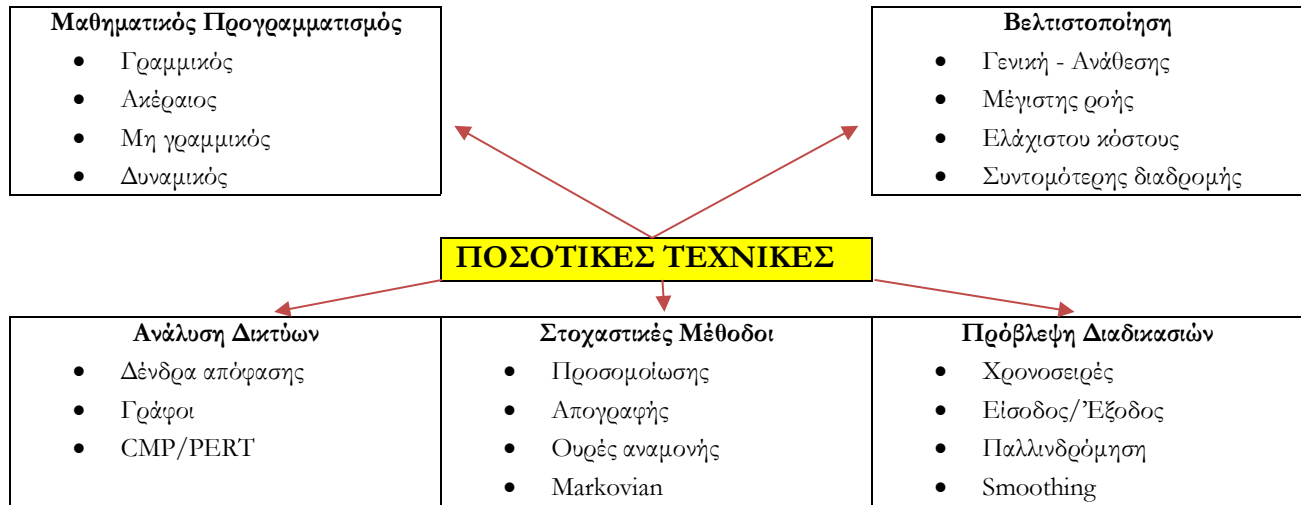 Μαθηματικός Προγραμματισμός
• Γραμμικός
• Ακέραιος
• Μη γραμμικός
• Δυναμικός
Βελτιστοποίηση
• Γενική - Ανάθεσης
• Μέγιστης ροής
• Ελάχιστου κόστους
• Συντομότερης διαδρομής
ΠΟΣΟΤΙΚΕΣ ΤΕΧΝΙΚΕΣ
Ανάλυση Δικτύων
• Δένδρα απόφασης
• Γράφοι
• CMP/PERT
Στοχαστικές Μέθοδοι
• Προσομοίωσης
• Απογραφής
• Ουρές αναμονής
• Markovian
Πρόβλεψη Διαδικασιών
• Χρονοσειρές
• Είσοδος/Έξοδος
• Παλλινδρόμηση
• Smoothing